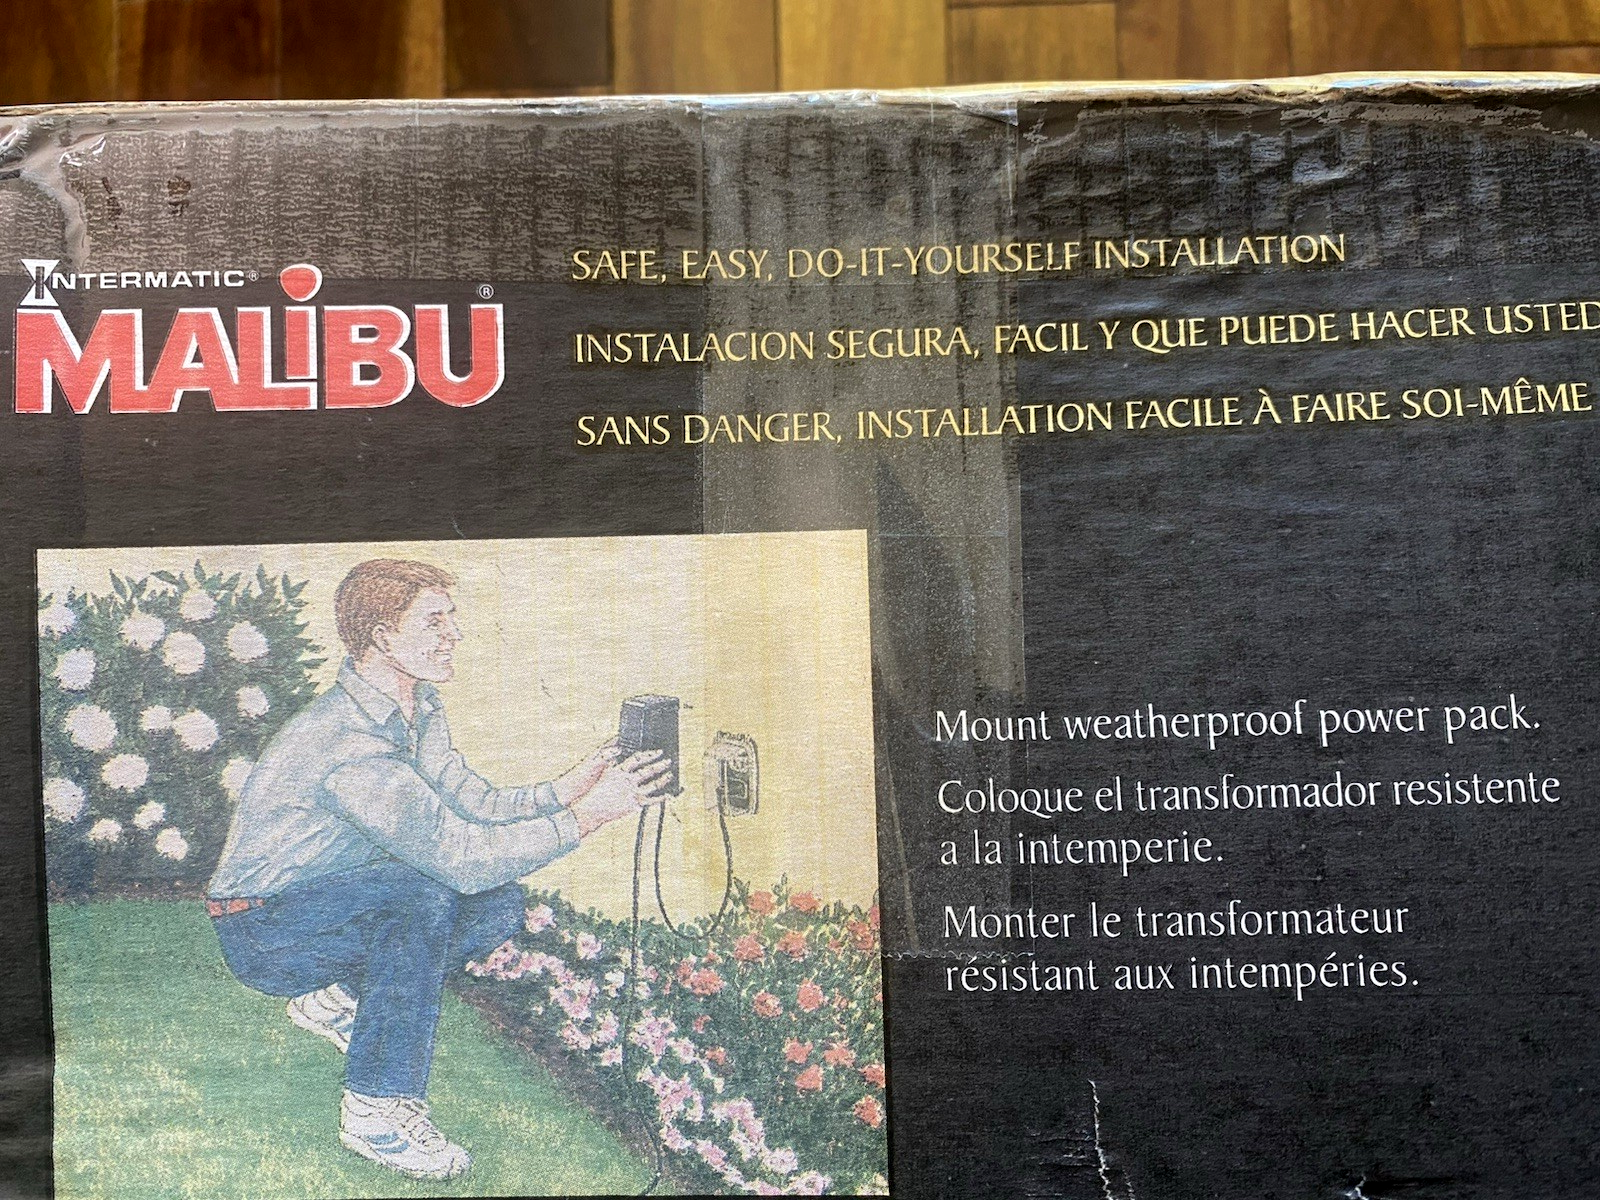 INTERMATIC®
MALIBU®
SAFE, EASY, DO-IT-YOURSELF INSTALLATION
INSTALACION SEGURA, FACIL Y QUE PUEDE HACER USTED
SANS DANGER, INSTALLATION FACILE À FAIRE SOI-MÊME
Mount weatherproof power pack.
Coloque el transformador resistente
a la intemperie.
Monter le transformateur
résistant aux intempéries.